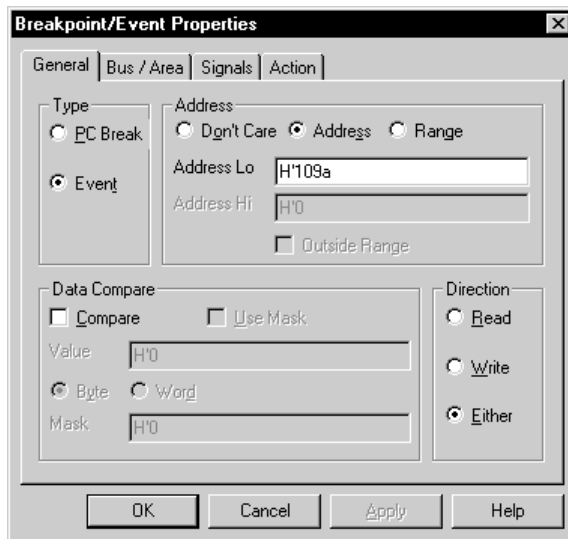 Breakpoint/Event Properties
General Bus / Area Signals Action
Type
PC Break
Event
Address
Don't Care Address Range
Address Lo H'109a
Address Hi H'0
Outside Range
Data Compare
Compare Use Mask
Value H'0
Byte Word
Mask H'0
Direction
Read
Write
Either
OK Cancel Apply Help